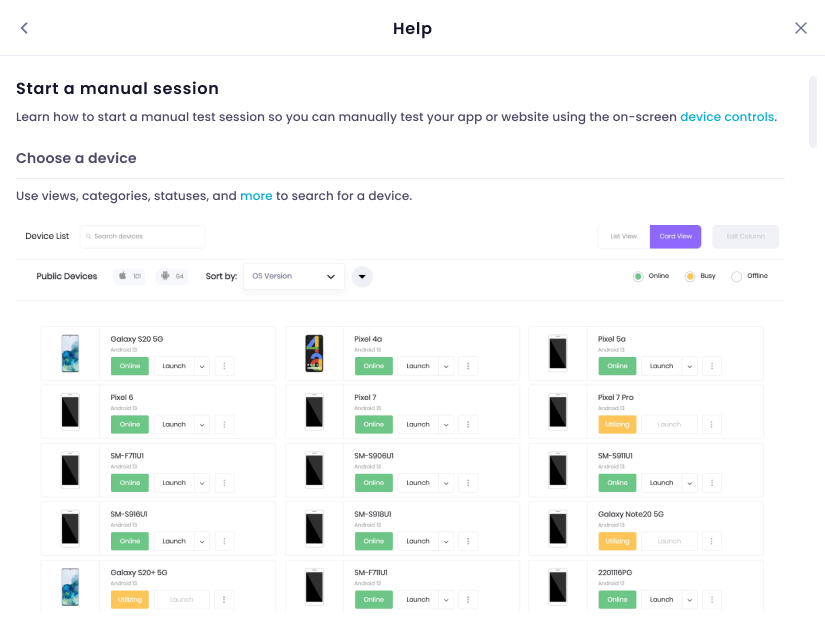 Help
Start a manual session
Learn how to start a manual test session so you can manually test your app or website using the on-screen device controls.
Choose a device
Use views, categories, statuses, and more to search for a device.
Device List
Search devices
List View
Card View
Edit Column
Public Devices
101
64
Sort by:
OS Version
Online
Busy
Offline
Galaxy S20 5G
Android 13
Online
Launch
Pixel 4a
Android 13
Online
Launch
Pixel 5a
Android 13
Online
Launch
Pixel 6
Android 13
Online
Launch
Pixel 7
Android 13
Online
Launch
Pixel 7 Pro
Android 13
Utilizing
Launch
SM-F711U1
Android 13
Online
Launch
SM-S906U1
Android 13
Online
Launch
SM-S911U1
Android 13
Online
Launch
SM-S916U1
Android 13
Online
Launch
SM-S918U1
Android 13
Online
Launch
Galaxy Note20 5G
Android 13
Utilizing
Launch
Galaxy S20+ 5G
Android 13
Utilizing
Launch
SM-F711U1
Android 13
Online
Launch
2201116PG
Android 13
Online
Launch